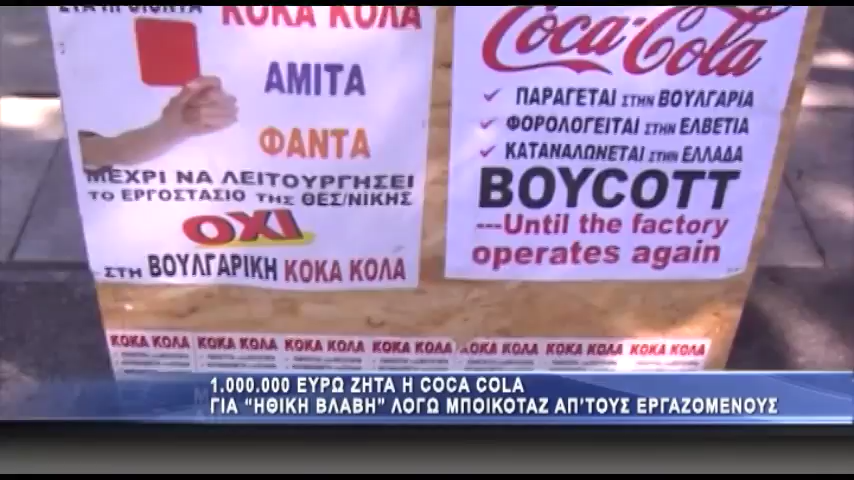 ΣΤΑ ΠΡΟΪΟΝΤΑ
ΚΟΚΑ ΚΟΛΑ
ΑΜΙΤΑ
ΦΑΝΤΑ
ΜΕΧΡΙ ΝΑ ΛΕΙΤΟΥΡΓΗΣΕΙ
ΤΟ ΕΡΓΟΣΤΑΣΙΟ ΤΗΣ ΘΕΣ/ΝΙΚΗΣ
ΟΧΙ
ΣΤΗ ΒΟΥΛΓΑΡΙΚΗ ΚΟΚΑ ΚΟΛΑ
Coca-Cola
✓ ΠΑΡΑΓΕΤΑΙ ΣΤΗΝ ΒΟΥΛΓΑΡΙΑ
✓ ΦΟΡΟΛΟΓΕΙΤΑΙ ΣΤΗΝ ΕΛΒΕΤΙΑ
✓ ΚΑΤΑΝΑΛΩΝΕΤΑΙ ΣΤΗΝ ΕΛΛΑΔΑ
BOYCOTT
---Until the factory
operates again
ΚΟΚΑ ΚΟΛΑ ΚΟΚΑ ΚΟΛΑ ΚΟΚΑ ΚΟΛΑ ΚΟΚΑ ΚΟΛΑ ΚΟΚΑ ΚΟΛΑ ΚΟΚΑ ΚΟΛΑ ΚΟΚΑ ΚΟΛΑ
1.000.000 ΕΥΡΩ ΖΗΤΑ Η COCA COLA
ΓΙΑ "ΗΘΙΚΗ ΒΛΑΒΗ" ΛΟΓΩ ΜΠΟΙΚΟΤΑΖ ΑΠ'ΤΟΥΣ ΕΡΓΑΖΟΜΕΝΟΥΣ